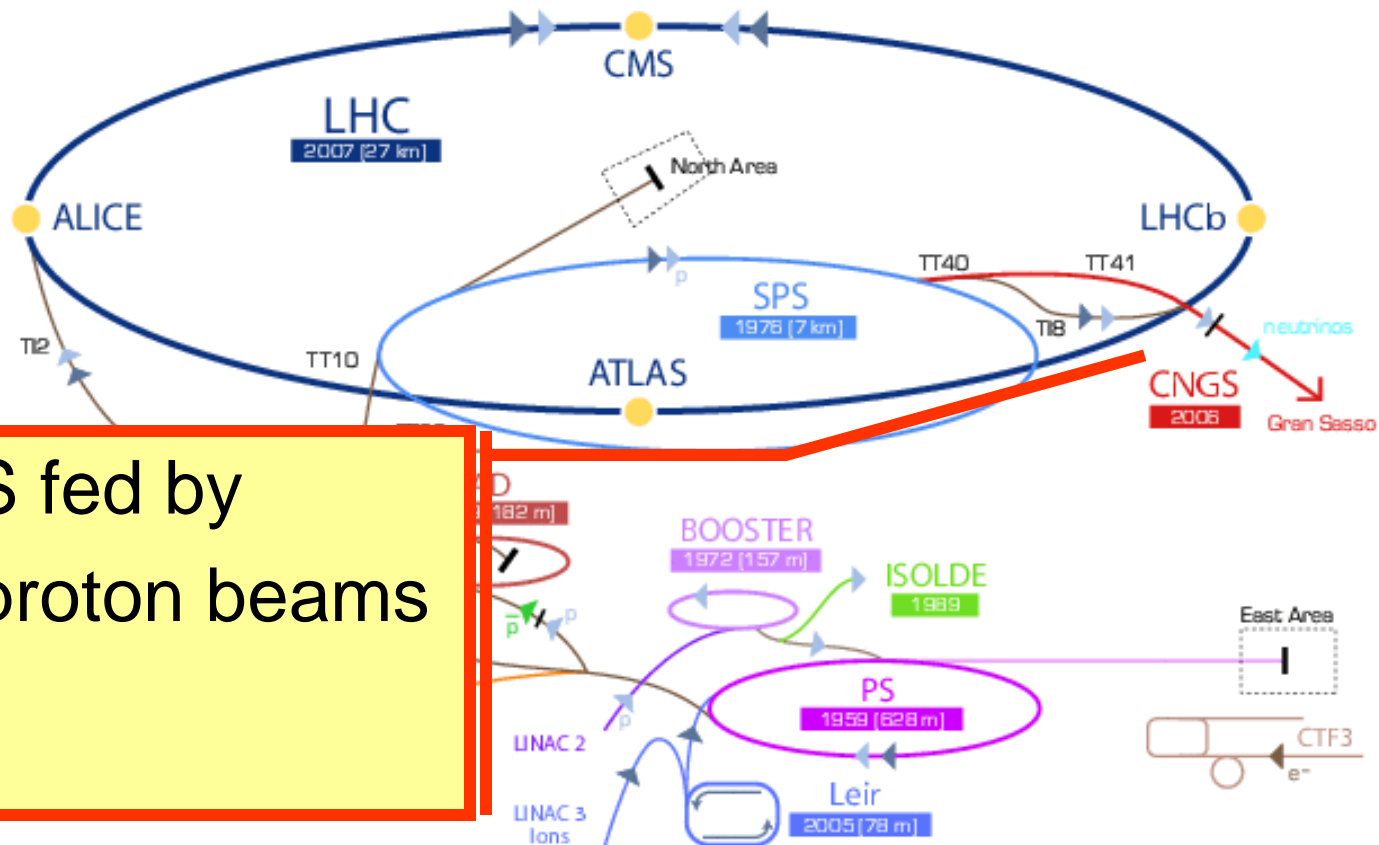 CMS
LHC
2007 [27 km]
North Area
ALICE
LHCb
TT40
TT41
p
SPS
1976 [7 km]
TI8
neutrinos
TI2
TT10
ATLAS
CNGS
2006
Gran Sasso
S fed by
proton beams
AD
182 m]
BOOSTER
1972 [157 m]
ISOLDE
1989
East Area
p
p
PS
1959 [628 m]
p
LINAC 2
CTF3
e-
Leir
2005 [78 m]
LINAC 3
Ions